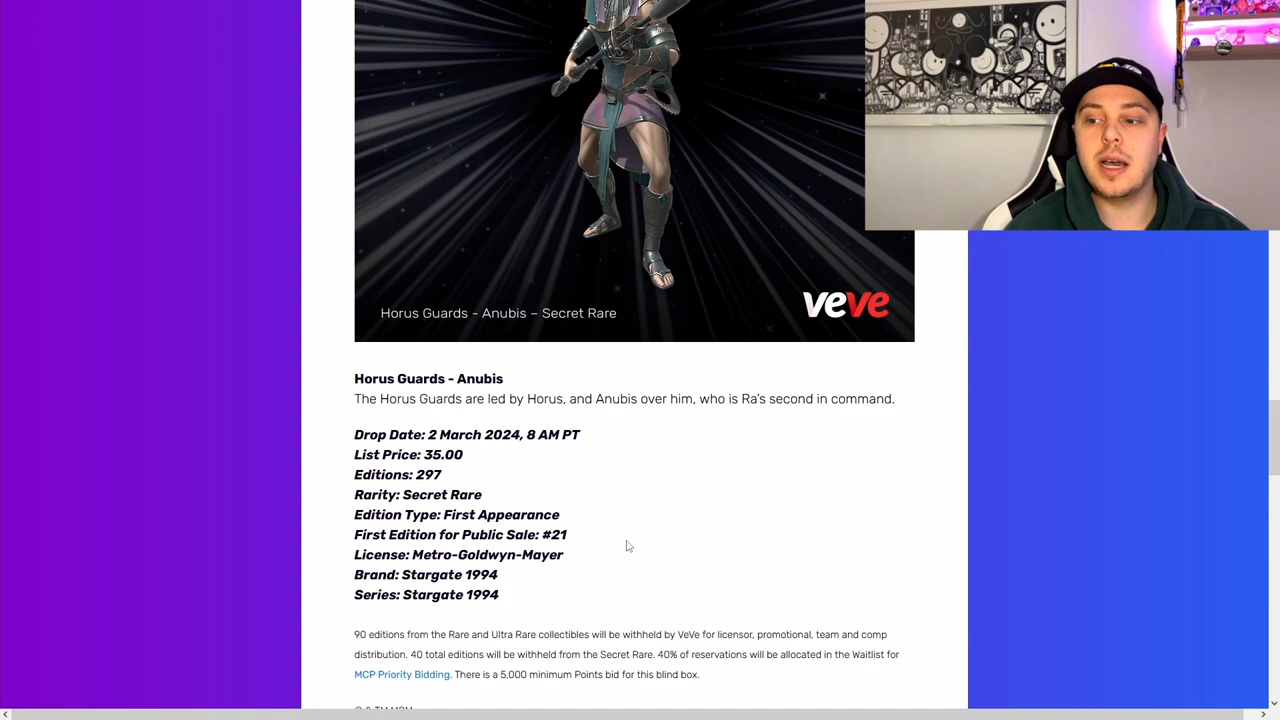 Horus Guards - Anubis – Secret Rare
veve
Horus Guards - Anubis
The Horus Guards are led by Horus, and Anubis over him, who is Ra's second in command.
Drop Date: 2 March 2024, 8 AM PT
List Price: 35.00
Editions: 297
Rarity: Secret Rare
Edition Type: First Appearance
First Edition for Public Sale: #21
License: Metro-Goldwyn-Mayer
Brand: Stargate 1994
Series: Stargate 1994
90 editions from the Rare and Ultra Rare collectibles will be withheld by VeVe for licensor, promotional, team and comp
distribution. 40 total editions will be withheld from the Secret Rare. 40% of reservations will be allocated in the Waitlist for
MCP Priority Bidding. There is a 5,000 minimum Points bid for this blind box.